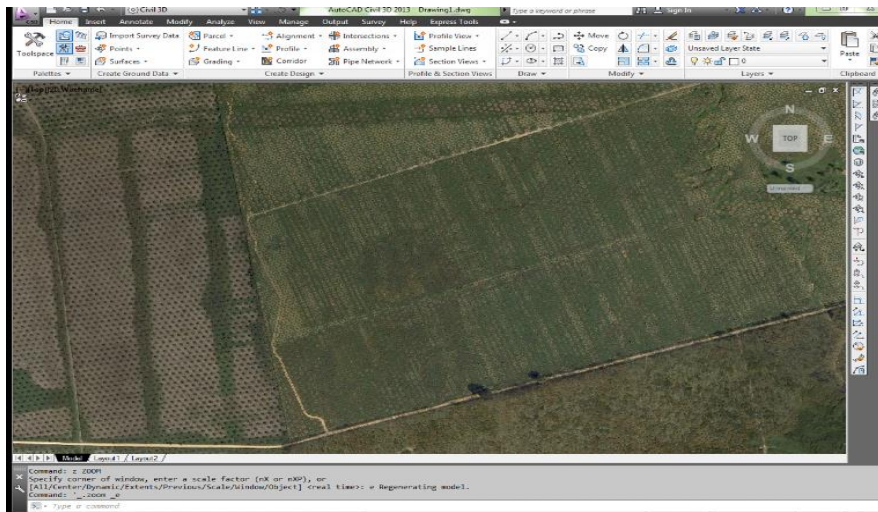 Civil 3D
AutoCAD Civil 3D 2013 Drawing1.dwg
Type a keyword or phrase
Sign In
Home Insert Annotate Modify Analyze View Manage Output Survey Help Express Tools
Import Survey Data Parcel Alignment Intersections Profile View Move
Toolspace Points Feature Line Profile Assembly Sample Lines Copy Unsaved Layer State Paste
Surfaces Grading Corridor Pipe Network Section Views 0
Palettes Create Ground Data Create Design Profile & Section Views Draw Modify Layers Clipboard
N
W TOP E
S
Unnamed
Model Layout1 Layout2
Command: z ZOOM
Specify corner of window, enter a scale factor (nX or nXP), or
[All/Center/Dynamic/Extents/Previous/Scale/Window/Object] <real time>: e Regenerating model.
Command: '_.zoom _e
Type a command